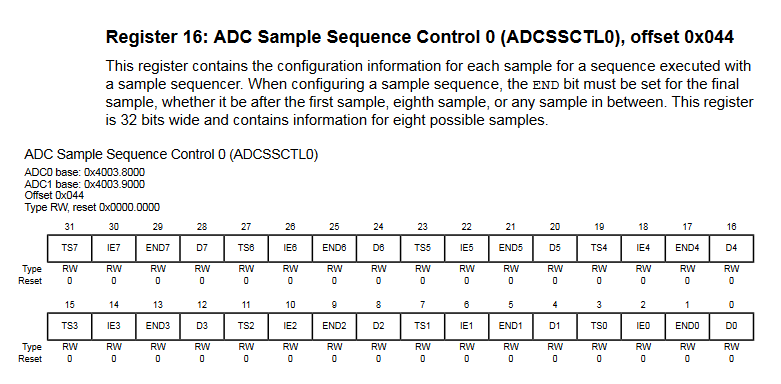 Register 16: ADC Sample Sequence Control 0 (ADCSSCTL0), offset 0x044
This register contains the configuration information for each sample for a sequence executed with
a sample sequencer. When configuring a sample sequence, the END bit must be set for the final
sample, whether it be after the first sample, eighth sample, or any sample in between. This register
is 32 bits wide and contains information for eight possible samples.
ADC Sample Sequence Control 0 (ADCSSCTL0)
ADC0 base: 0x4003.8000
ADC1 base: 0x4003.9000
Offset 0x044
Type RW, reset 0x0000.0000
31 30 29 28 27 26 25 24 23 22 21 20 19 18 17 16
TS7 IE7 END7 D7 TS6 IE6 END6 D6 TS5 IE5 END5 D5 TS4 IE4 END4 D4
Type RW RW RW RW RW RW RW RW RW RW RW RW RW RW RW RW
Reset 0 0 0 0 0 0 0 0 0 0 0 0 0 0 0 0
15 14 13 12 11 10 9 8 7 6 5 4 3 2 1 0
TS3 IE3 END3 D3 TS2 IE2 END2 D2 TS1 IE1 END1 D1 TS0 IE0 END0 D0
Type RW RW RW RW RW RW RW RW RW RW RW RW RW RW RW RW
Reset 0 0 0 0 0 0 0 0 0 0 0 0 0 0 0 0